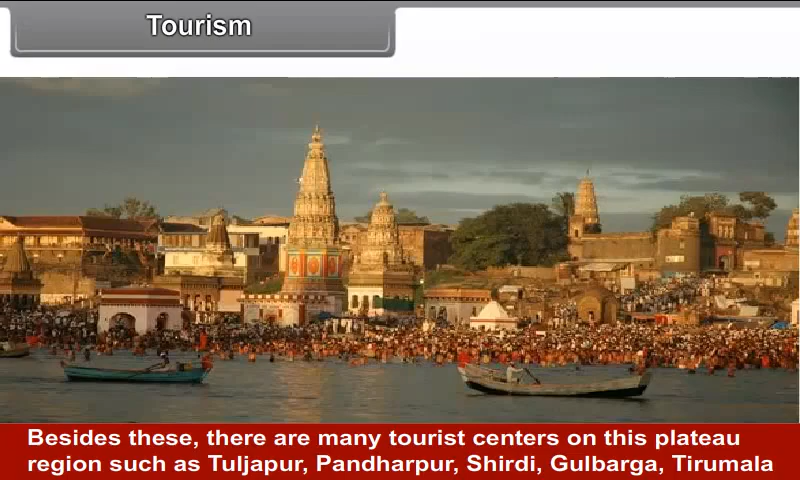 Tourism
Besides these, there are many tourist centers on this plateau
region such as Tuljapur, Pandharpur, Shirdi, Gulbarga, Tirumala